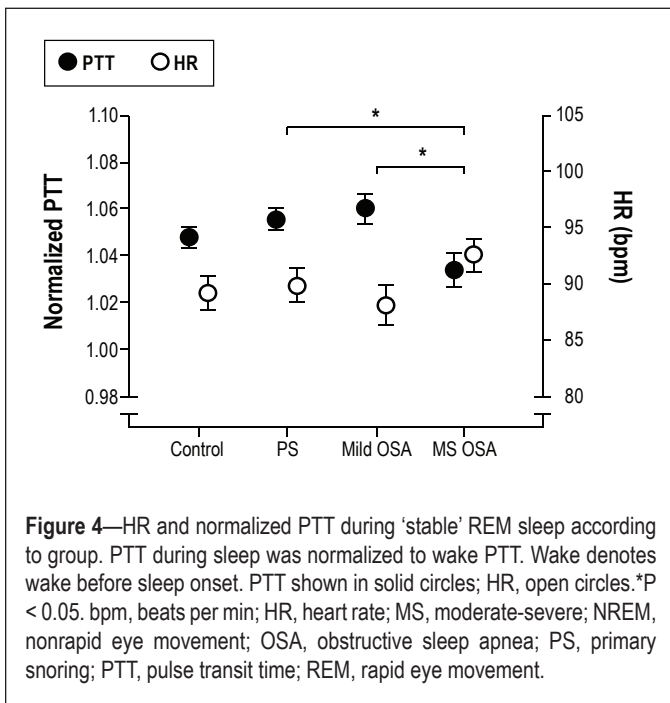 PTT HR
1.10 105
* 
1.08 100
*
1.06 95
1.04 90
1.02
1.00 85
0.98 80
Normalized PTT
HR (bpm)
Control PS Mild OSA MS OSA
Figure 4—HR and normalized PTT during ‘stable’ REM sleep according
to group. PTT during sleep was normalized to wake PTT. Wake denotes
wake before sleep onset. PTT shown in solid circles; HR, open circles.*P
< 0.05. bpm, beats per min; HR, heart rate; MS, moderate-severe; NREM,
nonrapid eye movement; OSA, obstructive sleep apnea; PS, primary
snoring; PTT, pulse transit time; REM, rapid eye movement.